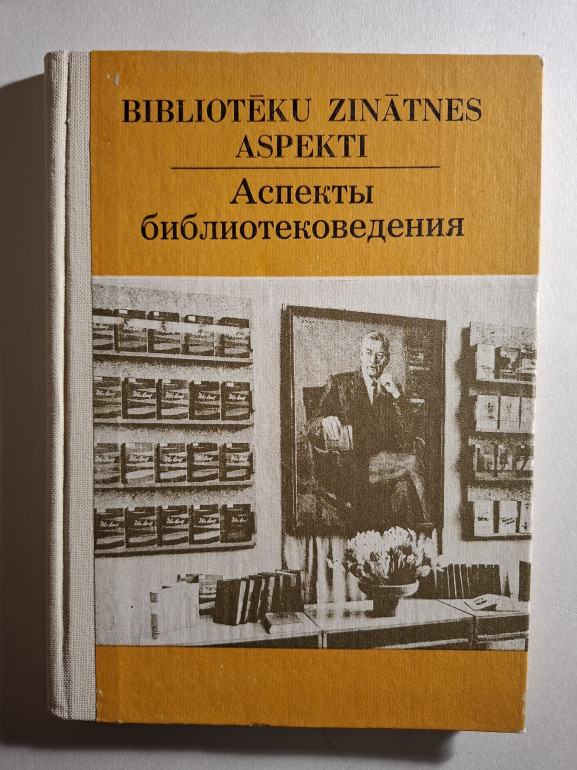 BIBLIOTĒKU ZINĀTNES
ASPEKTI
Аспекты
библиотековедения